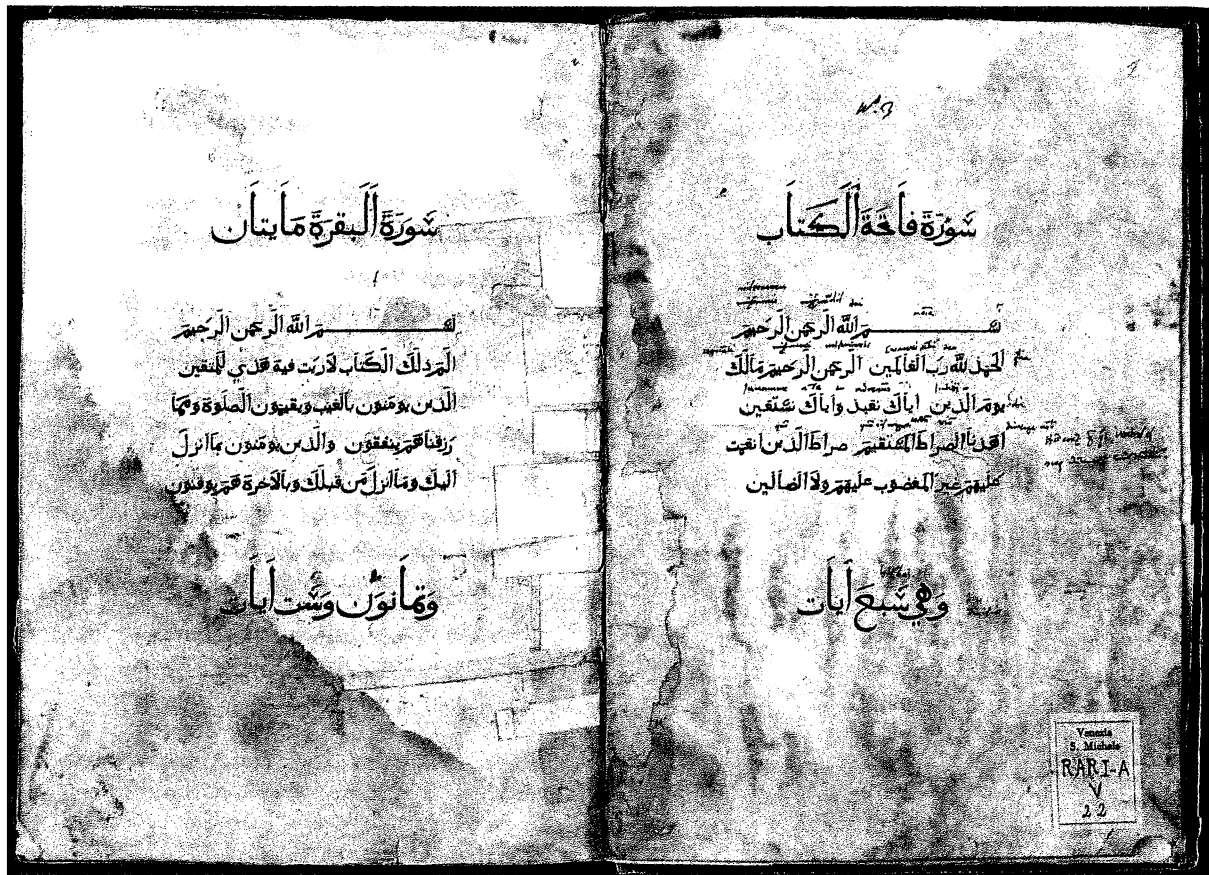 سورة فاتحة الكتاب
بسم الله الرحمن الرحيم
الحمد لله رب العالمين الرحمن الرحيم مالك
يوم الدين اياك نعبد واياك نستعين
اهدنا الصراط المستقيم صراط الذين انعمت
عليهم غير المغضوب عليهم ولا الضالين
وهي سبع ايات
Venezia
S. Michele
RARI-A
V
22
سورة البقرة مايتان
بسم الله الرحمن الرحيم
الم ذلك الكتاب لا ريب فيه هدي للمتقين
الذين يومنون بالغيب ويقيمون الصلوة ومما
رزقناهم ينفقون والذين يومنون بما انزل
اليك وما انزل من قبلك وبالاخرة هم يوقنون
وثمانون وست ايات